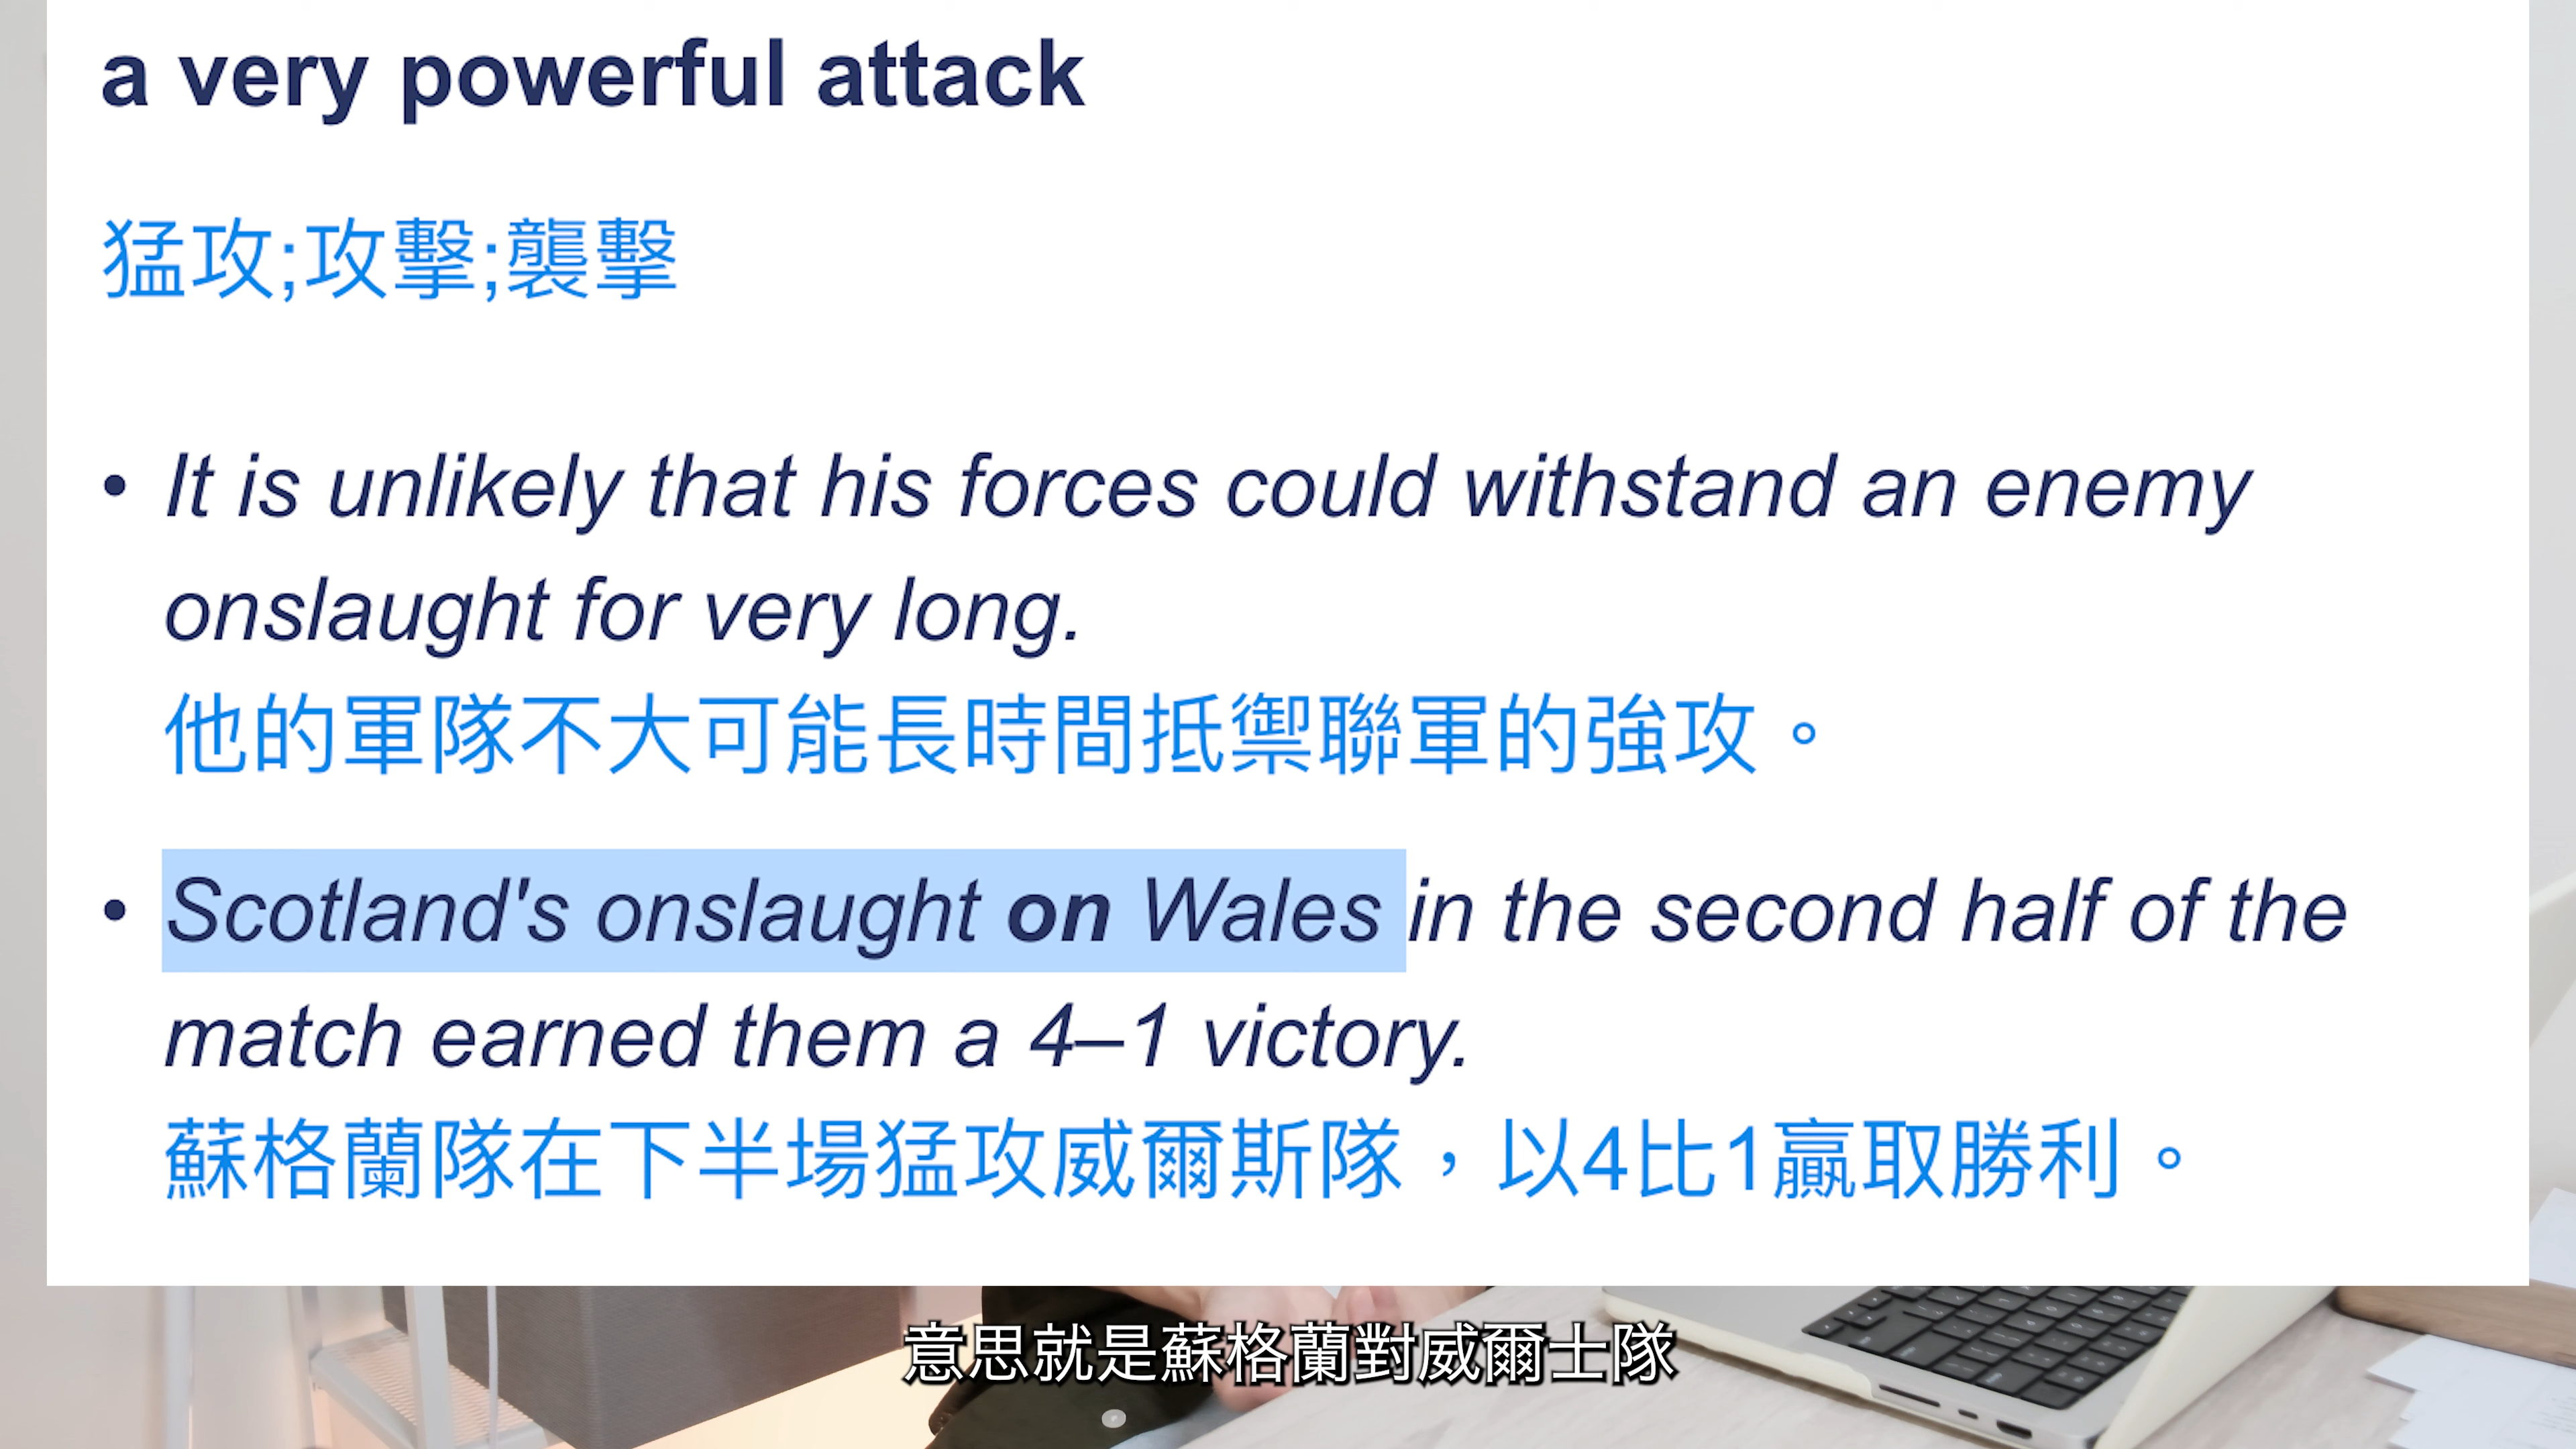 a very powerful attack
猛攻;攻擊;襲擊
• It is unlikely that his forces could withstand an enemy
onslaught for very long.
他的軍隊不大可能長時間抵禦聯軍的強攻。
• Scotland's onslaught on Wales in the second half of the
match earned them a 4–1 victory.
蘇格蘭隊在下半場猛攻威爾斯隊，以4比1贏取勝利。
意思就是蘇格蘭對威爾士隊